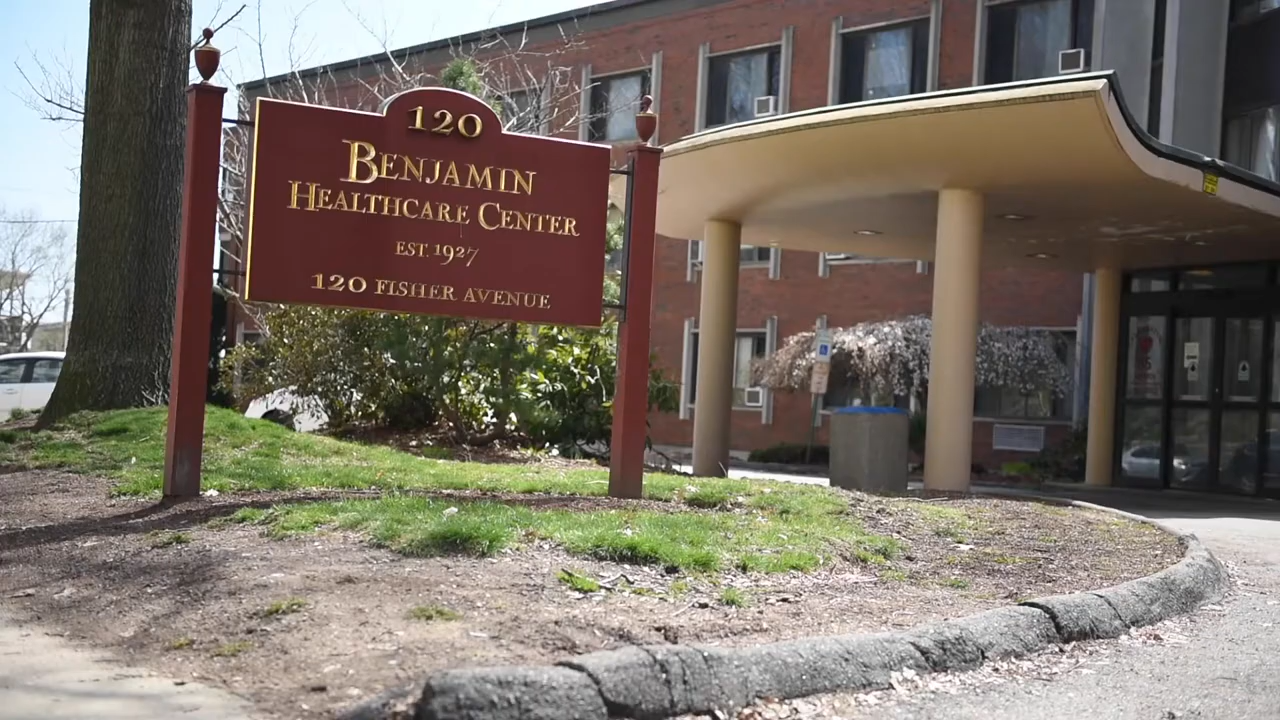 120
BENJAMIN
HEALTHCARE CENTER
EST. 1927
120 FISHER AVENUE